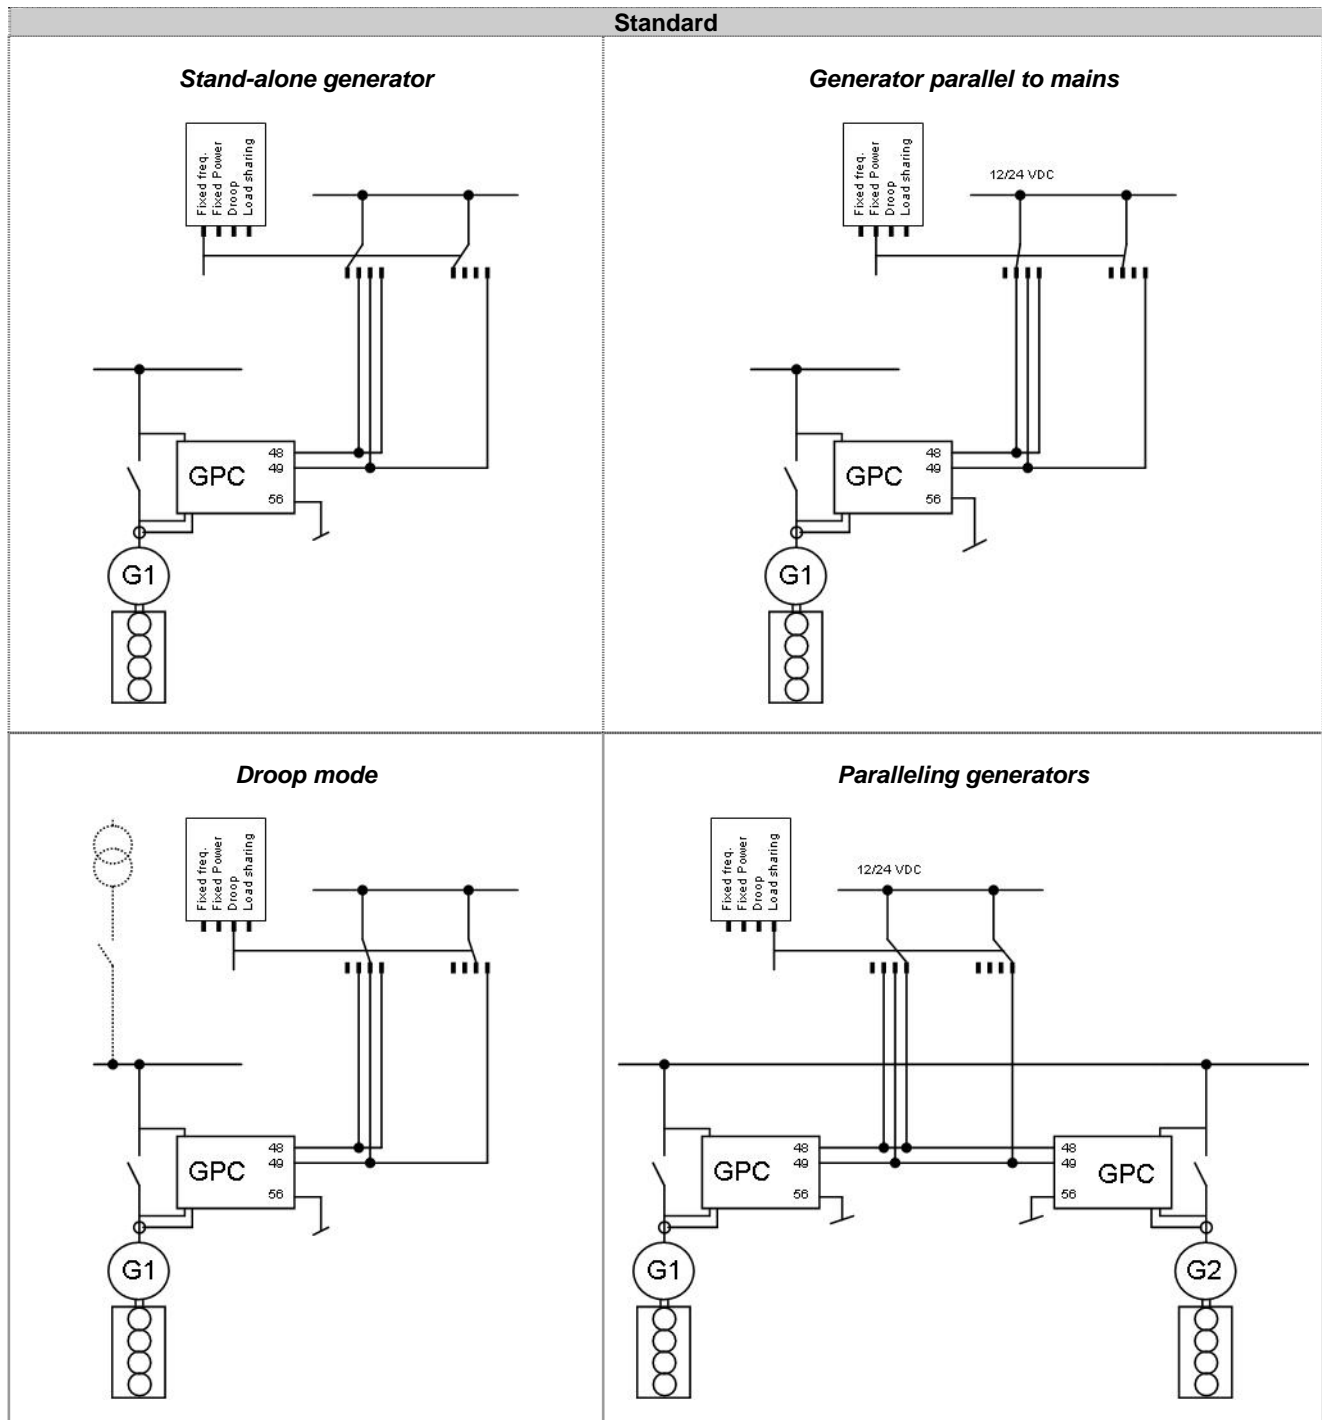 Standard
Stand-alone generator
Fixed freq.
Fixed Power
Droop
Load sharing
48
49
56
GPC
G1
Generator parallel to mains
Fixed freq.
Fixed Power
Droop
Load sharing
12/24 VDC
48
49
56
GPC
G1
Droop mode
Fixed freq.
Fixed Power
Droop
Load sharing
48
49
56
GPC
G1
Paralleling generators
Fixed freq.
Fixed Power
Droop
Load sharing
12/24 VDC
48
49
56
GPC
G1
48
49
56
GPC
G2